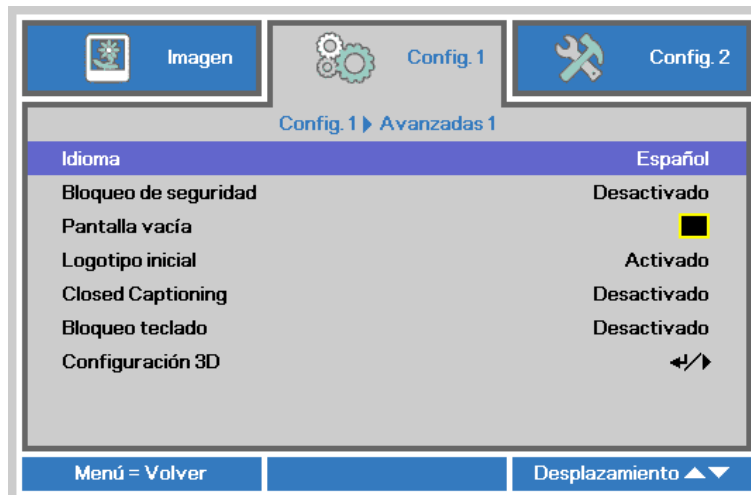 Imagen Config. 1 Config. 2
Config. 1 Avanzadas 1
Idioma Español
Bloqueo de seguridad Desactivado
Pantalla vacía
Logotipo inicial Activado
Closed Captioning Desactivado
Bloqueo teclado Desactivado
Configuración 3D
Menú = Volver Desplazamiento